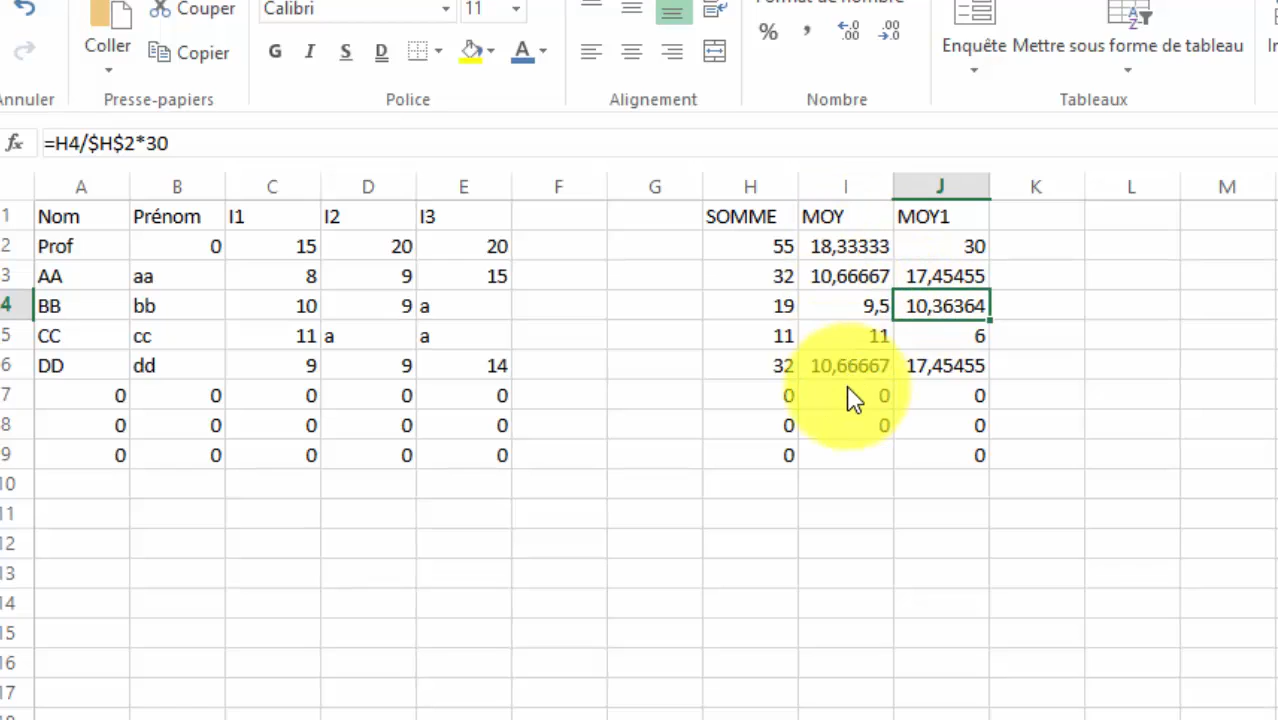 Couper
Calibri 11
Format de nombre
Coller
Copier
G I S D A
% , ,00
Enquête Mettre sous forme de tableau
Annuler Presse-papiers Police Alignement Nombre Tableaux
fx =H4/$H$2*30
A B C D E F G H I J K L M
1 Nom Prénom I1 I2 I3 SOMME MOY MOY1
2 Prof 0 15 20 20 55 18,33333 30
3 AA aa 8 9 15 32 10,66667 17,45455
4 BB bb 10 9 a 19 9,5 10,36364
5 CC cc 11 a a 11 11 6
6 DD dd 9 9 14 32 10,66667 17,45455
7 0 0 0 0 0 0 0 0
8 0 0 0 0 0 0 0 0
9 0 0 0 0 0 0 0
10
11
12
13
14
15
16
17